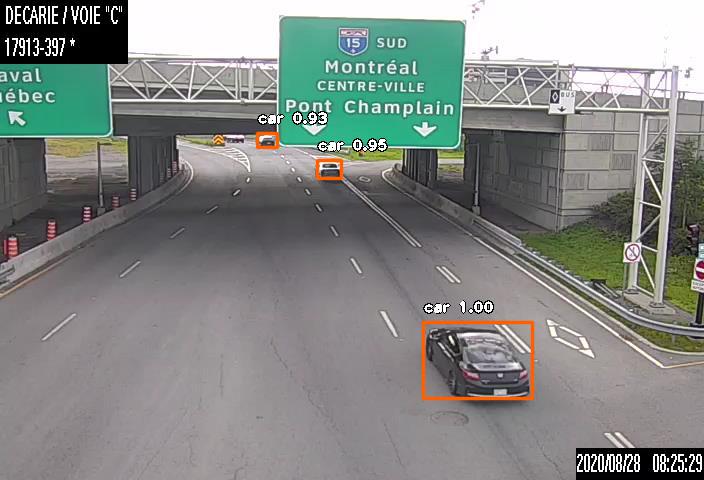 DECARIE / VOIE "C"
17913-397 *
aval
uébec
15 SUD
Montréal
CENTRE-VILLE
Pont Champlain
BUS
car 0.93
car 0.95
car 1.00
2020/08/28 08:25:29